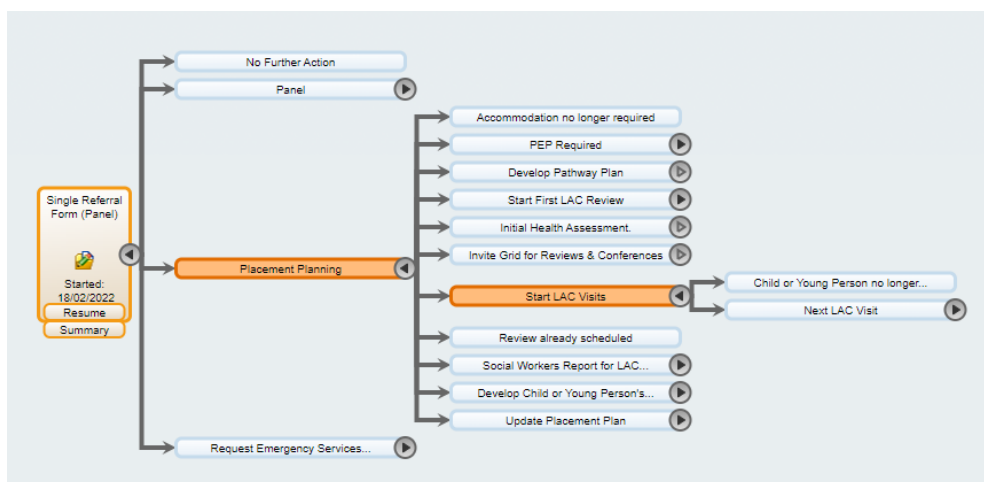 Single Referral
Form (Panel)
Started:
18/02/2022
Resume
Summary
No Further Action
Panel
Placement Planning
Request Emergency Services...
Accommodation no longer required
PEP Required
Develop Pathway Plan
Start First LAC Review
Initial Health Assessment.
Invite Grid for Reviews & Conferences
Start LAC Visits
Review already scheduled
Social Workers Report for LAC...
Develop Child or Young Person's...
Update Placement Plan
Child or Young Person no longer...
Next LAC Visit